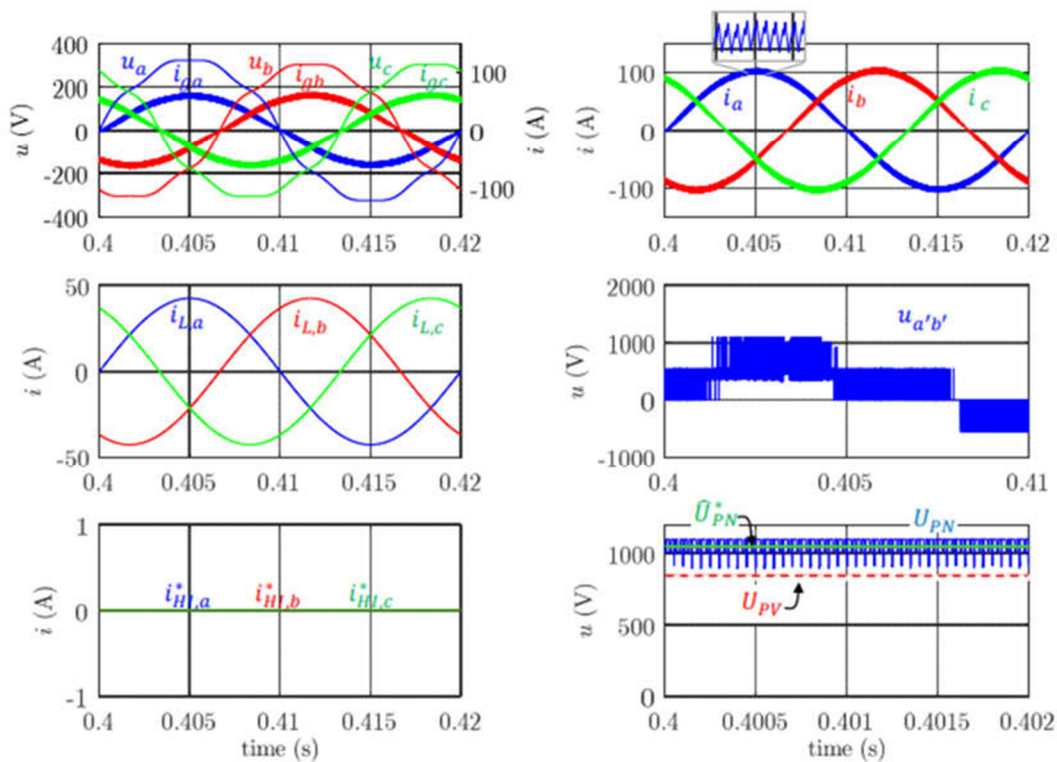 400
200
0
-200
-400
u (V)
u_a
i_ga
u_b
i_gb
u_c
i_gc
100
0
-100
i (A)
0.4
0.405
0.41
0.415
0.42
100
0
-100
i (A)
i_a
i_b
i_c
0.4
0.405
0.41
0.415
0.42
50
0
-50
i (A)
i_L,a
i_L,b
i_L,c
0.4
0.405
0.41
0.415
0.42
2000
1000
0
-1000
u (V)
u_a'b'
0.4
0.405
0.41
1
0
-1
i (A)
i*_HI,a
i*_HI,b
i*_HI,c
0.4
0.405
0.41
0.415
0.42
time (s)
1000
500
0
u (V)
Û*_PN
U_PN
U_PV
0.4
0.4005
0.401
0.4015
0.402
time (s)